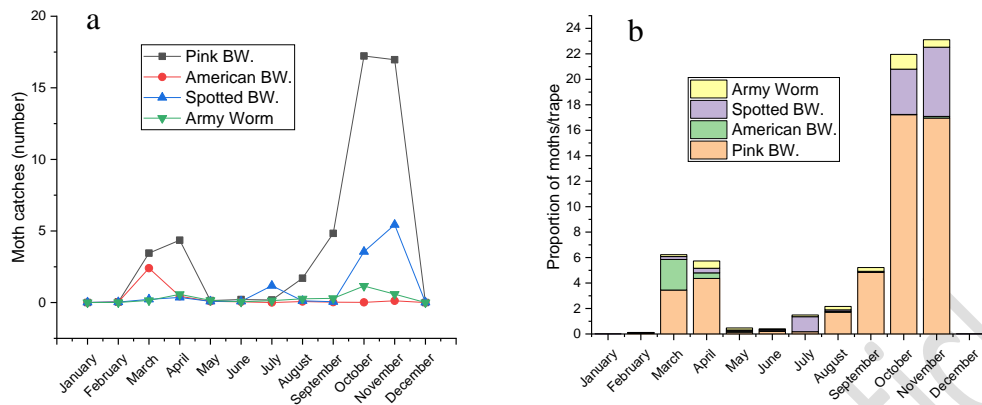 a
Moth catches (number)
20
15
10
5
0
Pink BW.
American BW.
Spotted BW.
Army Worm
January
February
March
April
May
June
July
August
September
October
November
December
b
Proportion of moths/trape
24
22
20
18
16
14
12
10
8
6
4
2
0
Army Worm
Spotted BW.
American BW.
Pink BW.
January
February
March
April
May
June
July
August
September
October
November
December